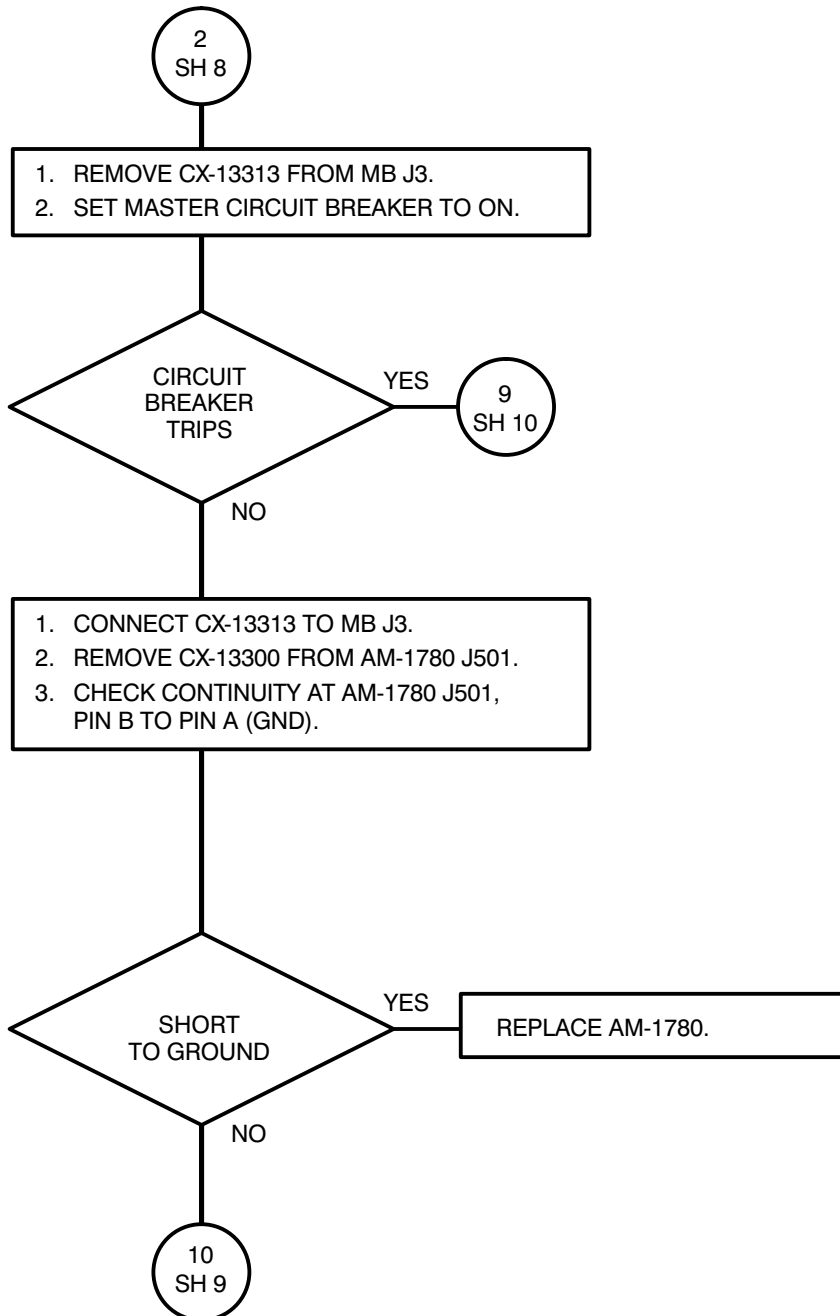 2
SH 8
1. REMOVE CX-13313 FROM MB J3.
2. SET MASTER CIRCUIT BREAKER TO ON.
CIRCUIT
BREAKER
TRIPS
YES
9
SH 10
NO
1. CONNECT CX-13313 TO MB J3.
2. REMOVE CX-13300 FROM AM-1780 J501.
3. CHECK CONTINUITY AT AM-1780 J501,
PIN B TO PIN A (GND).
SHORT
TO GROUND
YES
REPLACE AM-1780.
NO
10
SH 9